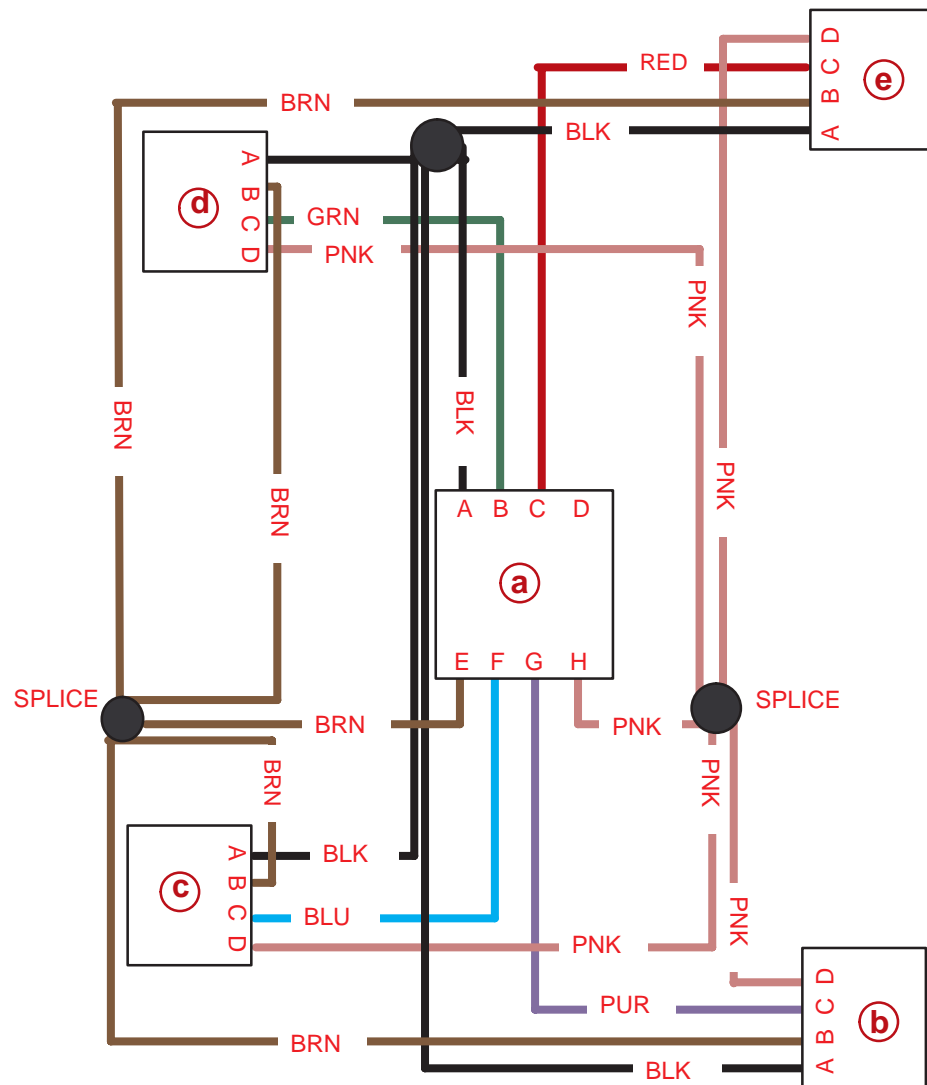 D
RED
C
e
BRN
B
BLK
A
A
B
d
GRN
C
PNK
D
PNK
BRN
BLK
PNK
BRN
A B C D
a
E F G H
SPLICE
BRN
PNK
SPLICE
PNK
BRN
A
BLK
B
c
C
BLU
D
PNK
PNK
D
C
PUR
b
B
BRN
A
BLK